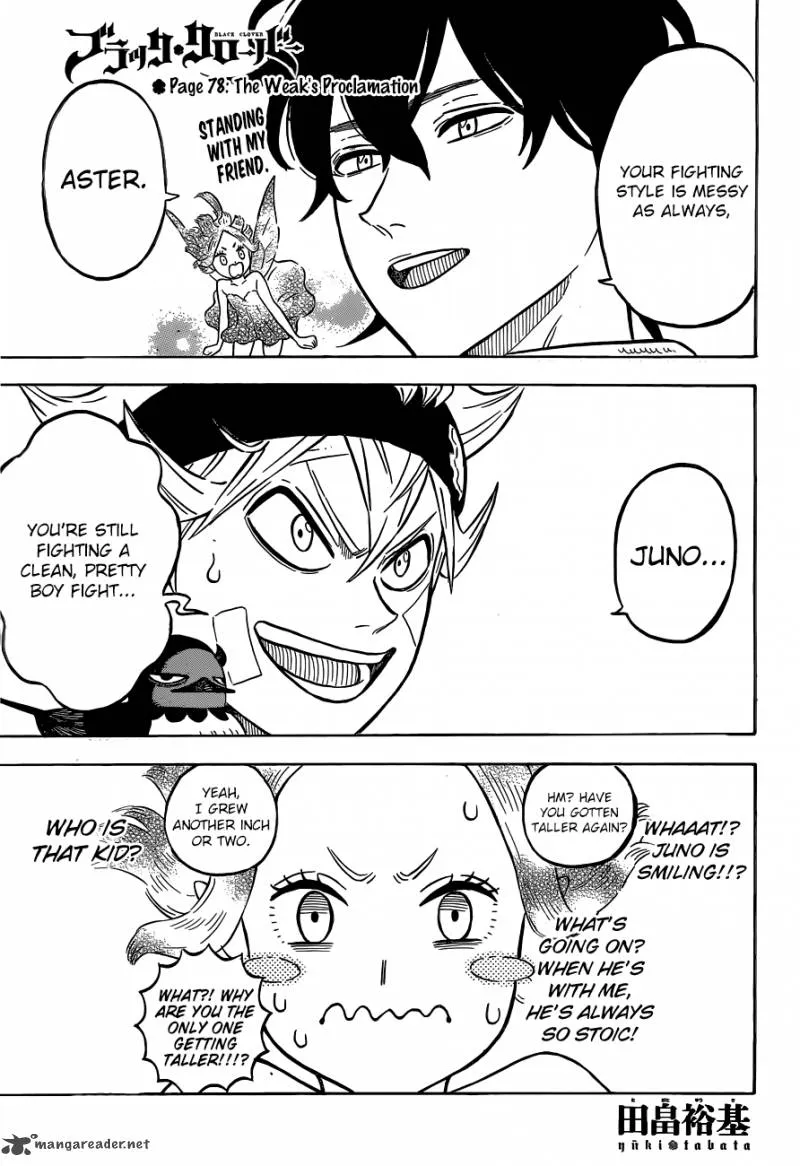 ブラック・クローバー
BLACK CLOVER
Page 78: The Weak's Proclamation
YOUR FIGHTING
STYLE IS MESSY
AS ALWAYS,
STANDING
WITH MY
FRIEND.
ASTER.
JUNO...
YOU'RE STILL
FIGHTING A
CLEAN, PRETTY
BOY FIGHT...
HM? HAVE
YOU GOTTEN
TALLER AGAIN?
WHAAAT!?
JUNO IS
SMILING!!?
YEAH,
I GREW
ANOTHER INCH
OR TWO.
WHO IS
THAT KID?
WHAT'S
GOING ON?
WHEN HE'S
WITH ME,
HE'S ALWAYS
SO STOIC!
WHAT?! WHY
ARE YOU THE
ONLY ONE
GETTING
TALLER!!!?
田畠裕基
yūki tabata
mangareader.net